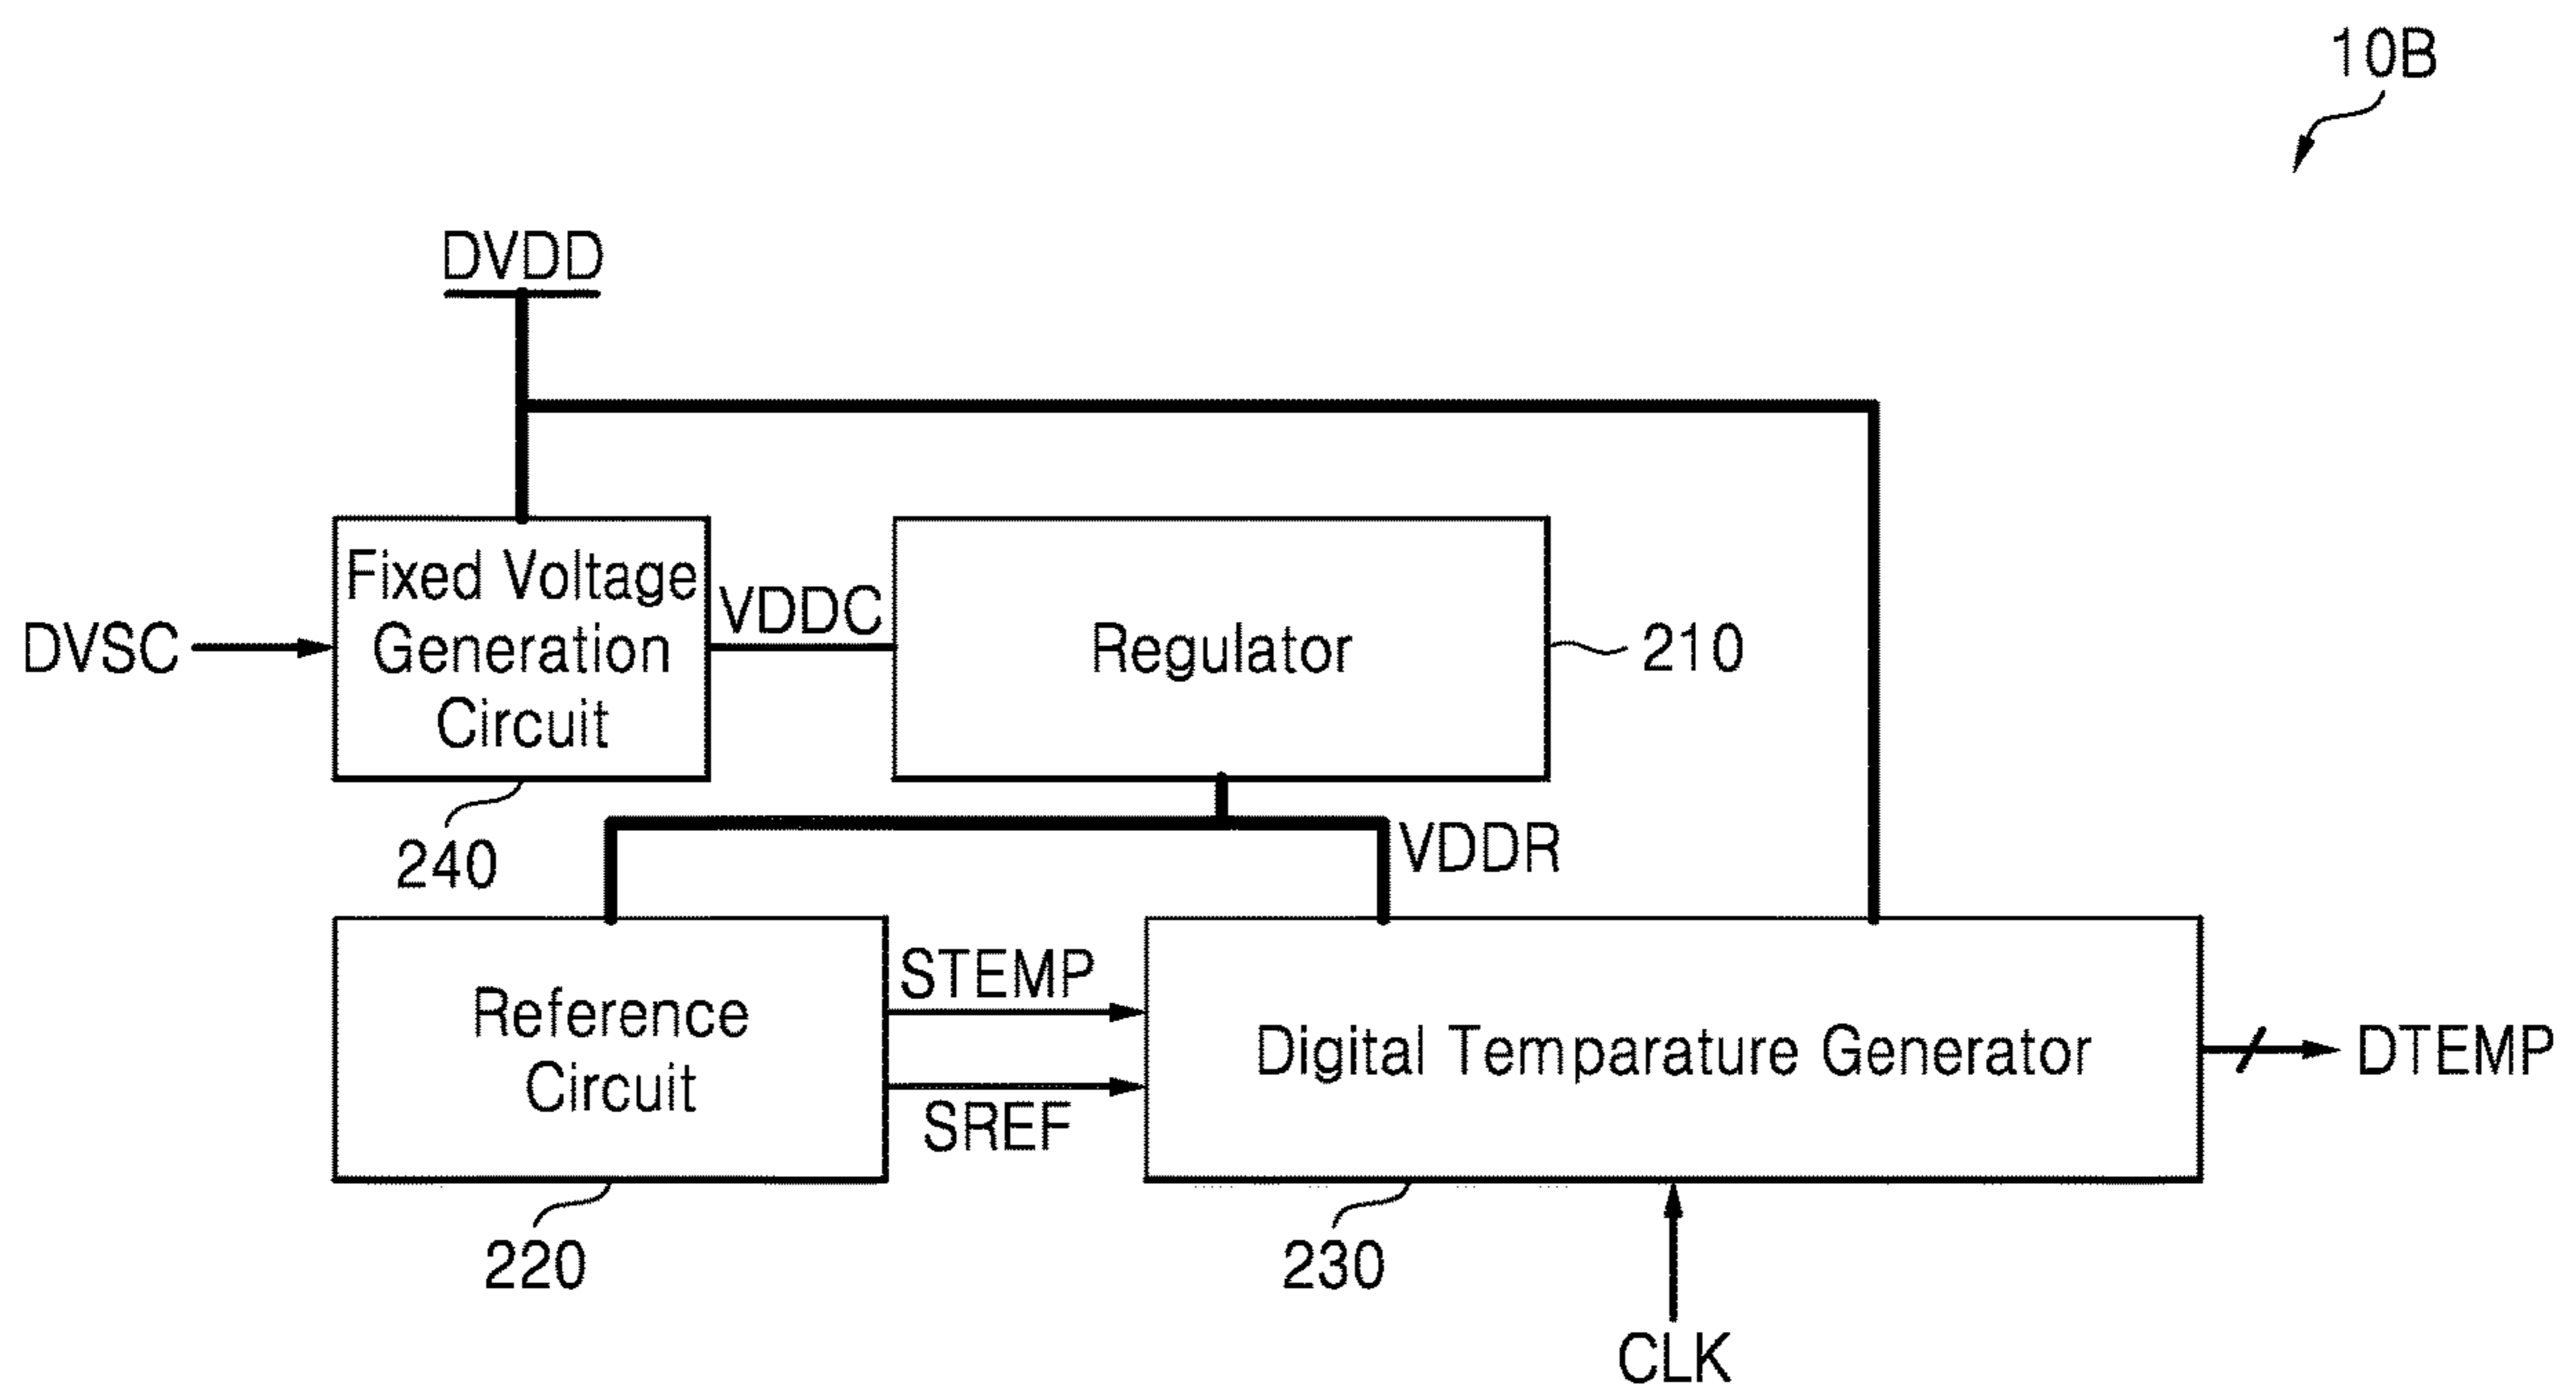 10B
DVDD
Fixed Voltage
Generation
Circuit
DVSC
VDDC
Regulator
210
240
VDDR
Reference
Circuit
STEMP
SREF
Digital Temparature Generator
DTEMP
220
230
CLK